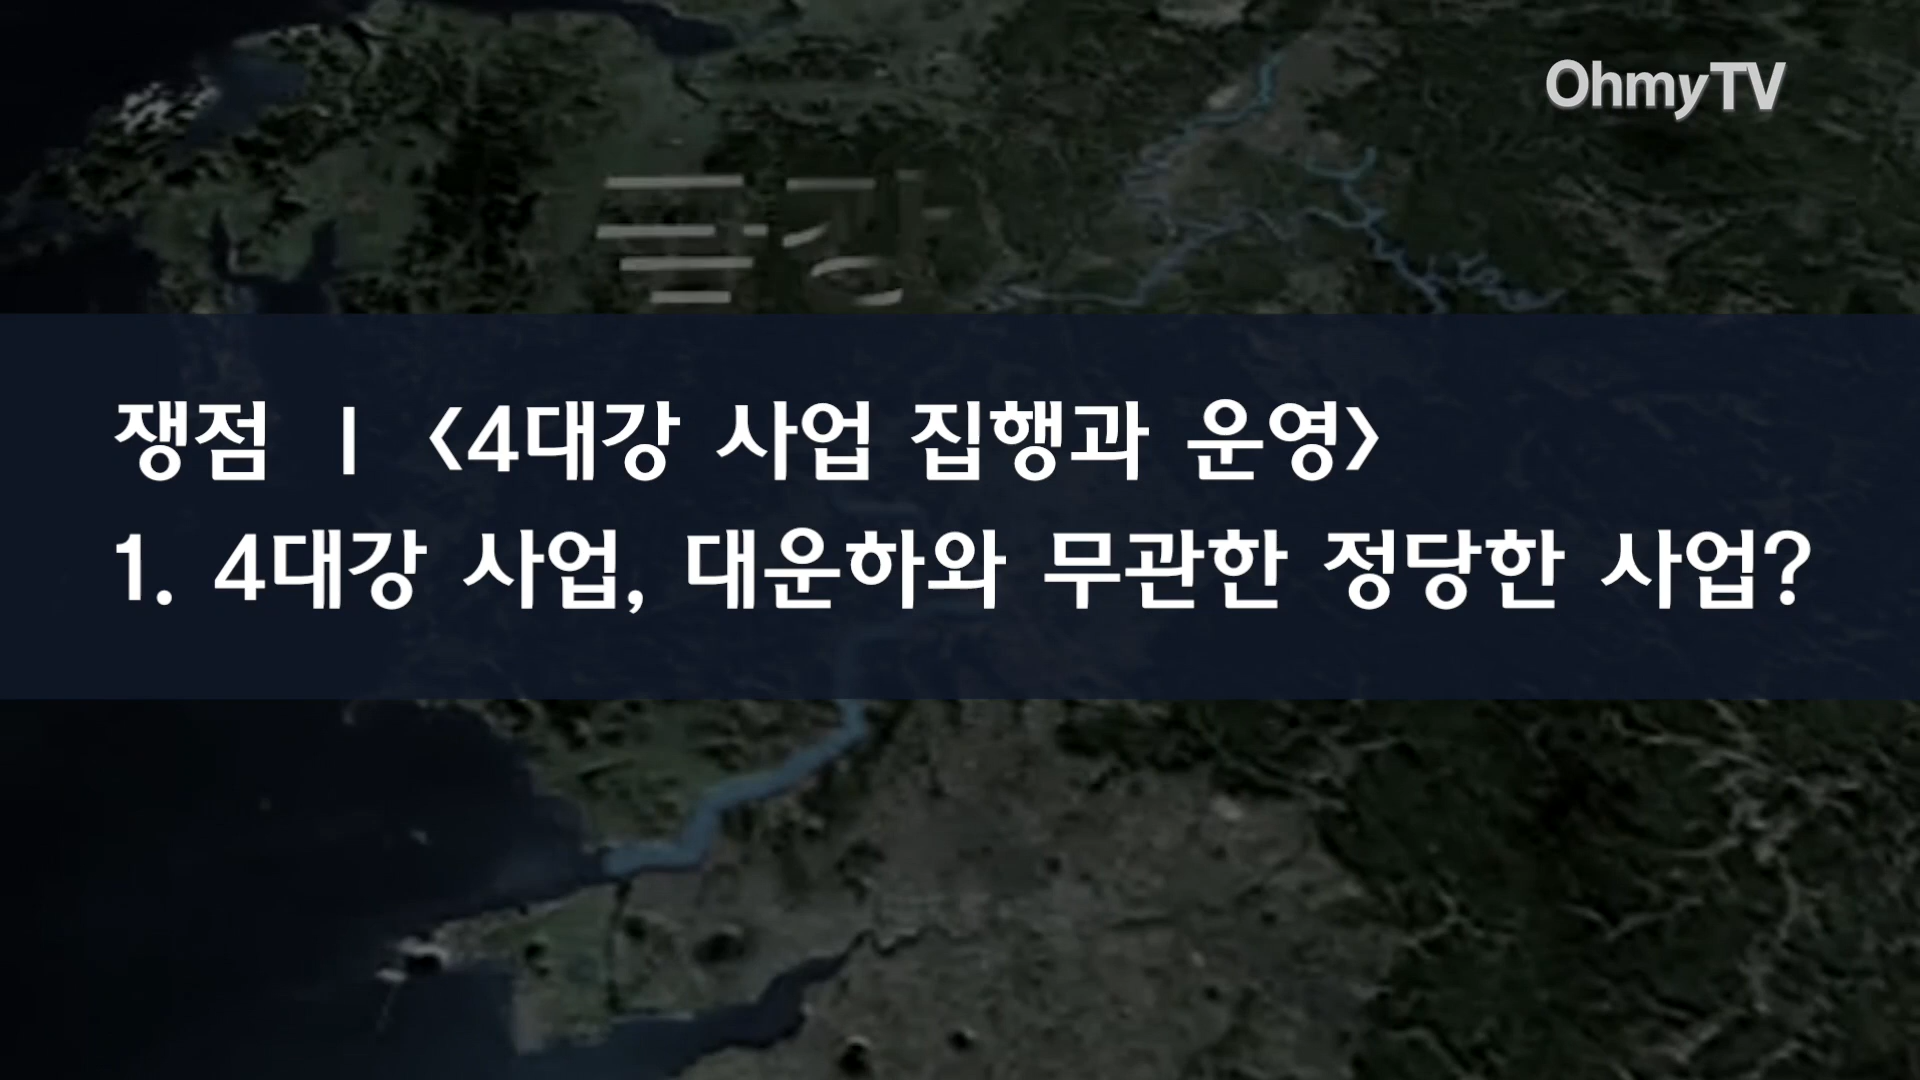 OhmyTV
쟁점 Ⅰ 〈4대강 사업 집행과 운영〉
1. 4대강 사업, 대운하와 무관한 정당한 사업?